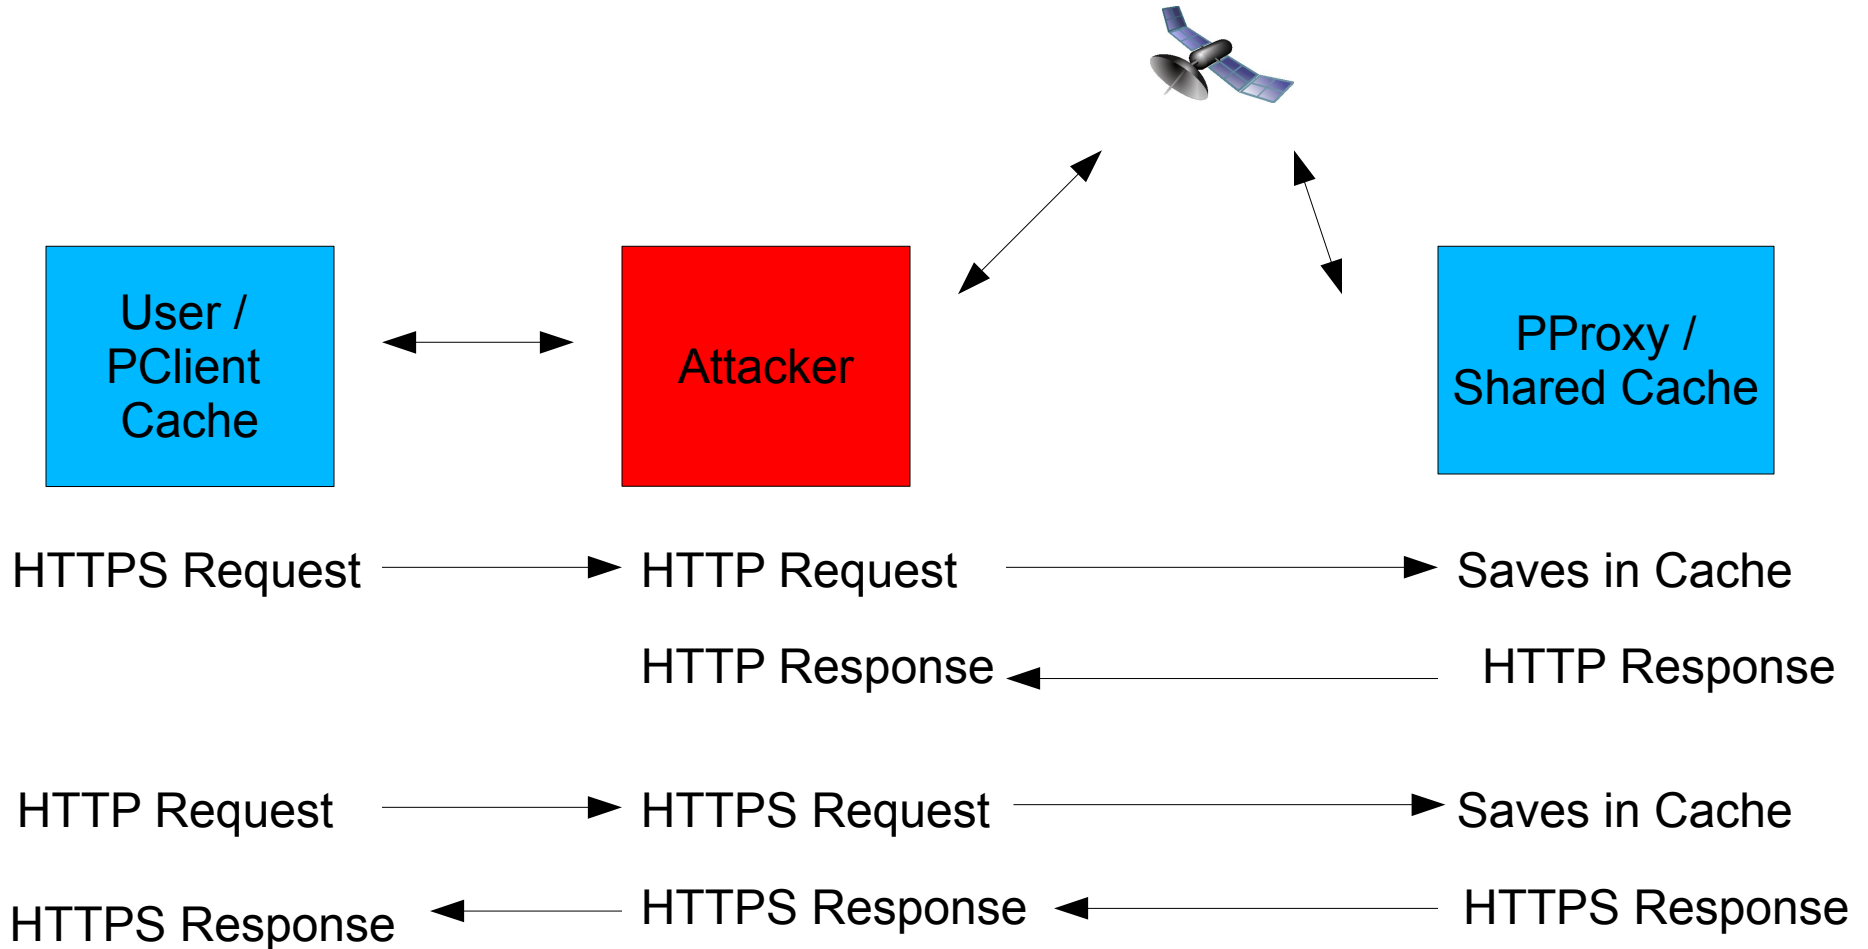 User /
PClient
Cache
Attacker
PProxy /
Shared Cache
HTTPS Request
HTTP Request
Saves in Cache
HTTP Response
HTTP Response
HTTP Request
HTTPS Request
Saves in Cache
HTTPS Response
HTTPS Response
HTTPS Response